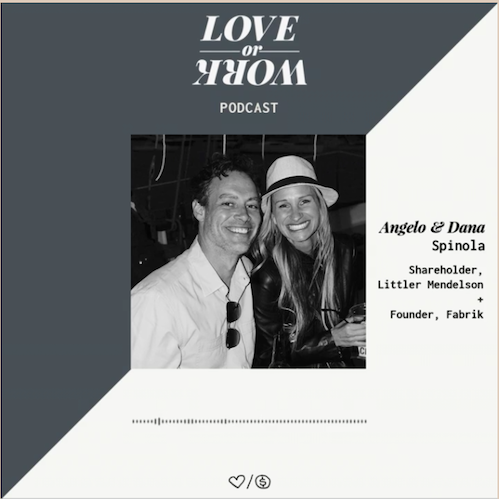 LOVE
or
WORK
PODCAST
Angelo & Dana
Spinola
Shareholder,
Littler Mendelson
+
Founder, Fabrik